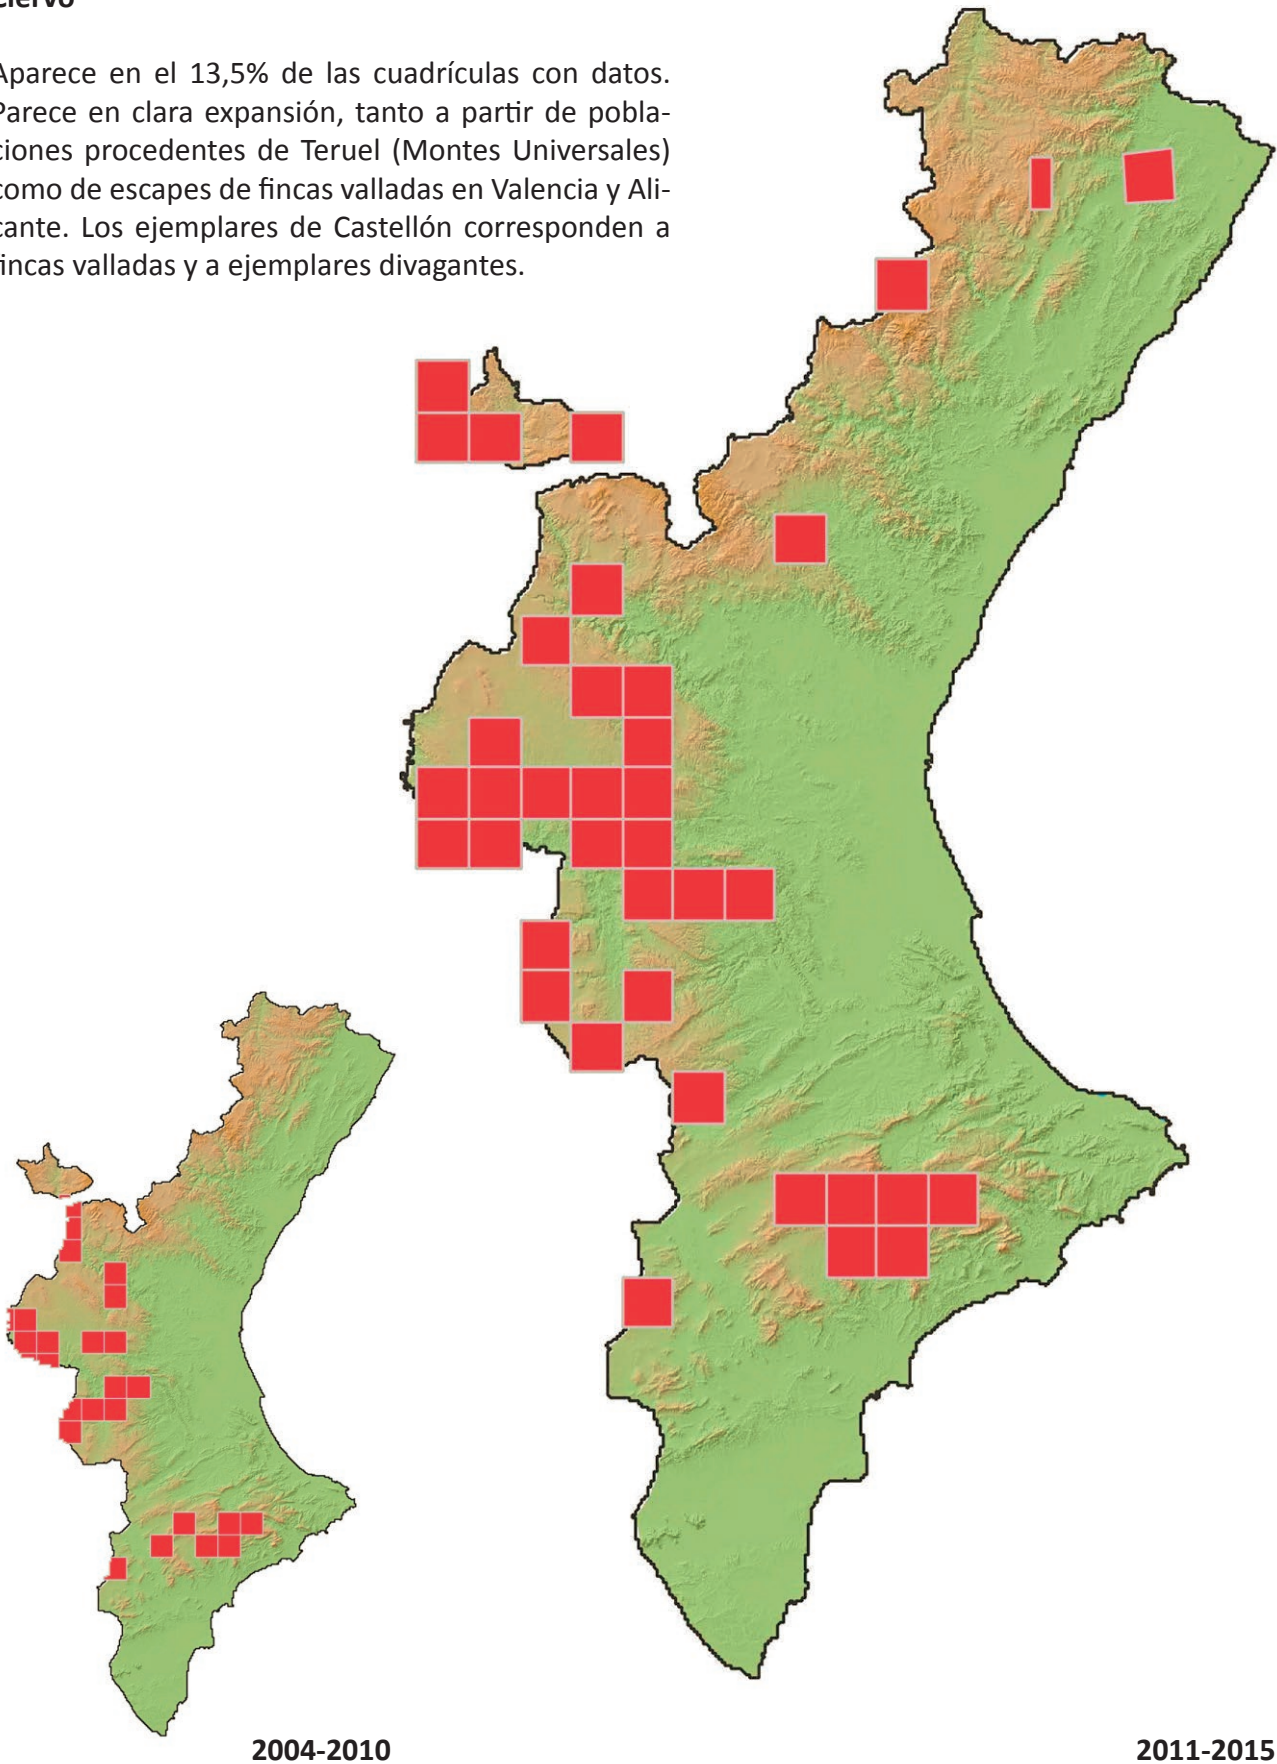 Ciervo
Aparece en el 13,5% de las cuadrículas con datos.
Parece en clara expansión, tanto a partir de pobla-
ciones procedentes de Teruel (Montes Universales)
como de escapes de fincas valladas en Valencia y Ali-
cante. Los ejemplares de Castellón corresponden a
fincas valladas y a ejemplares divagantes.
2004-2010
2011-2015